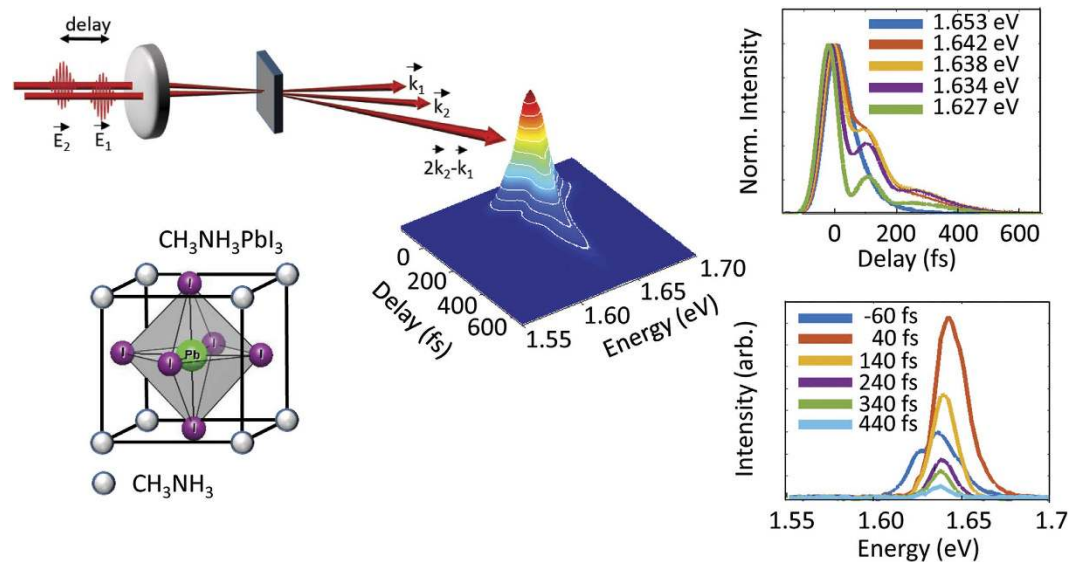 delay
E2
E1
k1
k2
2k2-k1
CH3NH3PbI3
I
I
I
I
I
I
Pb
CH3NH3
0
200
400
600
Delay (fs)
1.55
1.60
1.65
1.70
Energy (eV)
1.653 eV
1.642 eV
1.638 eV
1.634 eV
1.627 eV
Norm. Intensity
0
200
400
600
Delay (fs)
-60 fs
40 fs
140 fs
240 fs
340 fs
440 fs
Intensity (arb.)
1.55
1.60
1.65
1.7
Energy (eV)